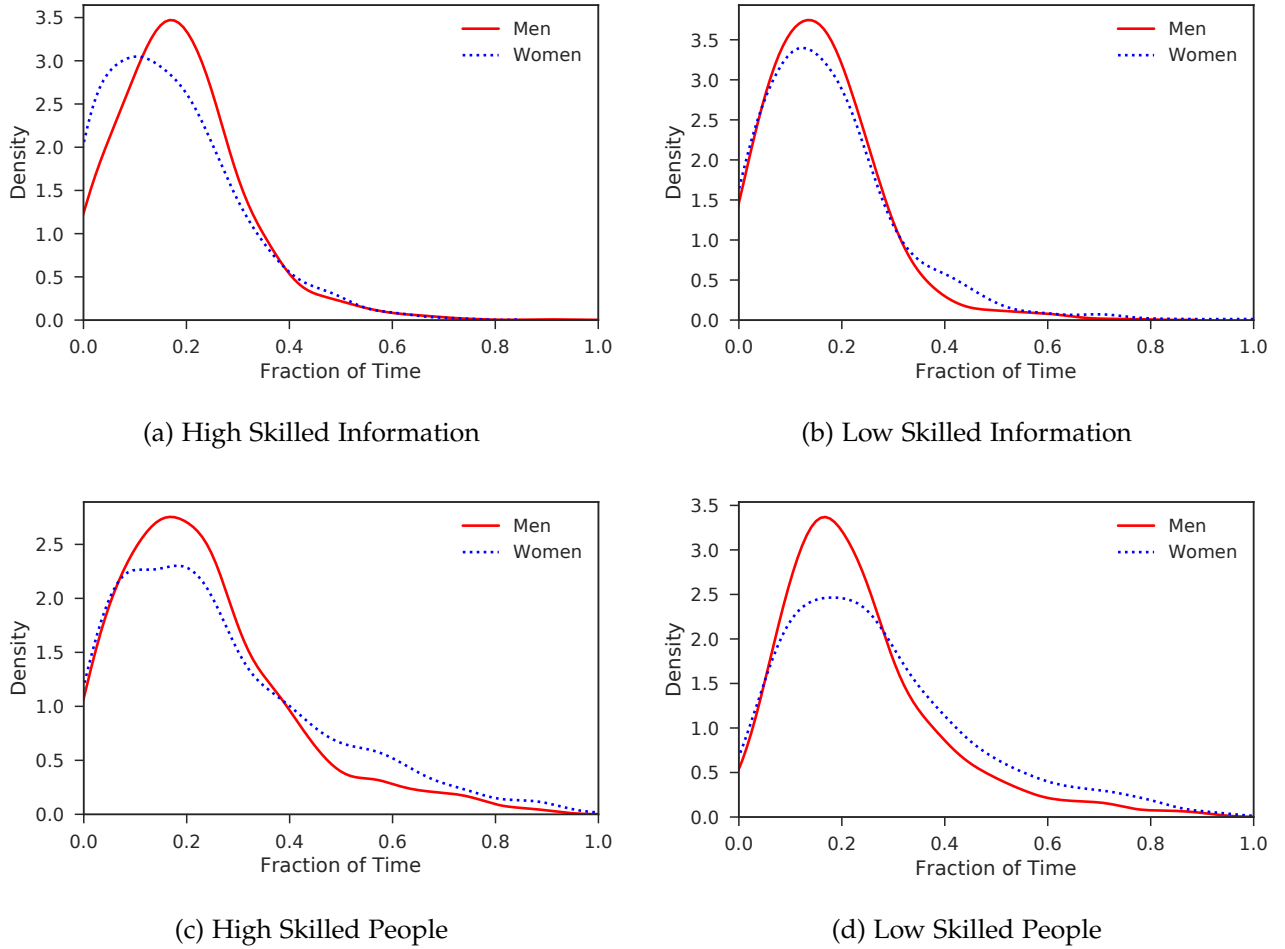 3.5
3.0
2.5
2.0
1.5
1.0
0.5
0.0
Density
Men
Women
0.0 0.2 0.4 0.6 0.8 1.0
Fraction of Time
(a) High Skilled Information
3.5
3.0
2.5
2.0
1.5
1.0
0.5
0.0
Density
Men
Women
0.0 0.2 0.4 0.6 0.8 1.0
Fraction of Time
(b) Low Skilled Information
2.5
2.0
1.5
1.0
0.5
0.0
Density
Men
Women
0.0 0.2 0.4 0.6 0.8 1.0
Fraction of Time
(c) High Skilled People
3.5
3.0
2.5
2.0
1.5
1.0
0.5
0.0
Density
Men
Women
0.0 0.2 0.4 0.6 0.8 1.0
Fraction of Time
(d) Low Skilled People